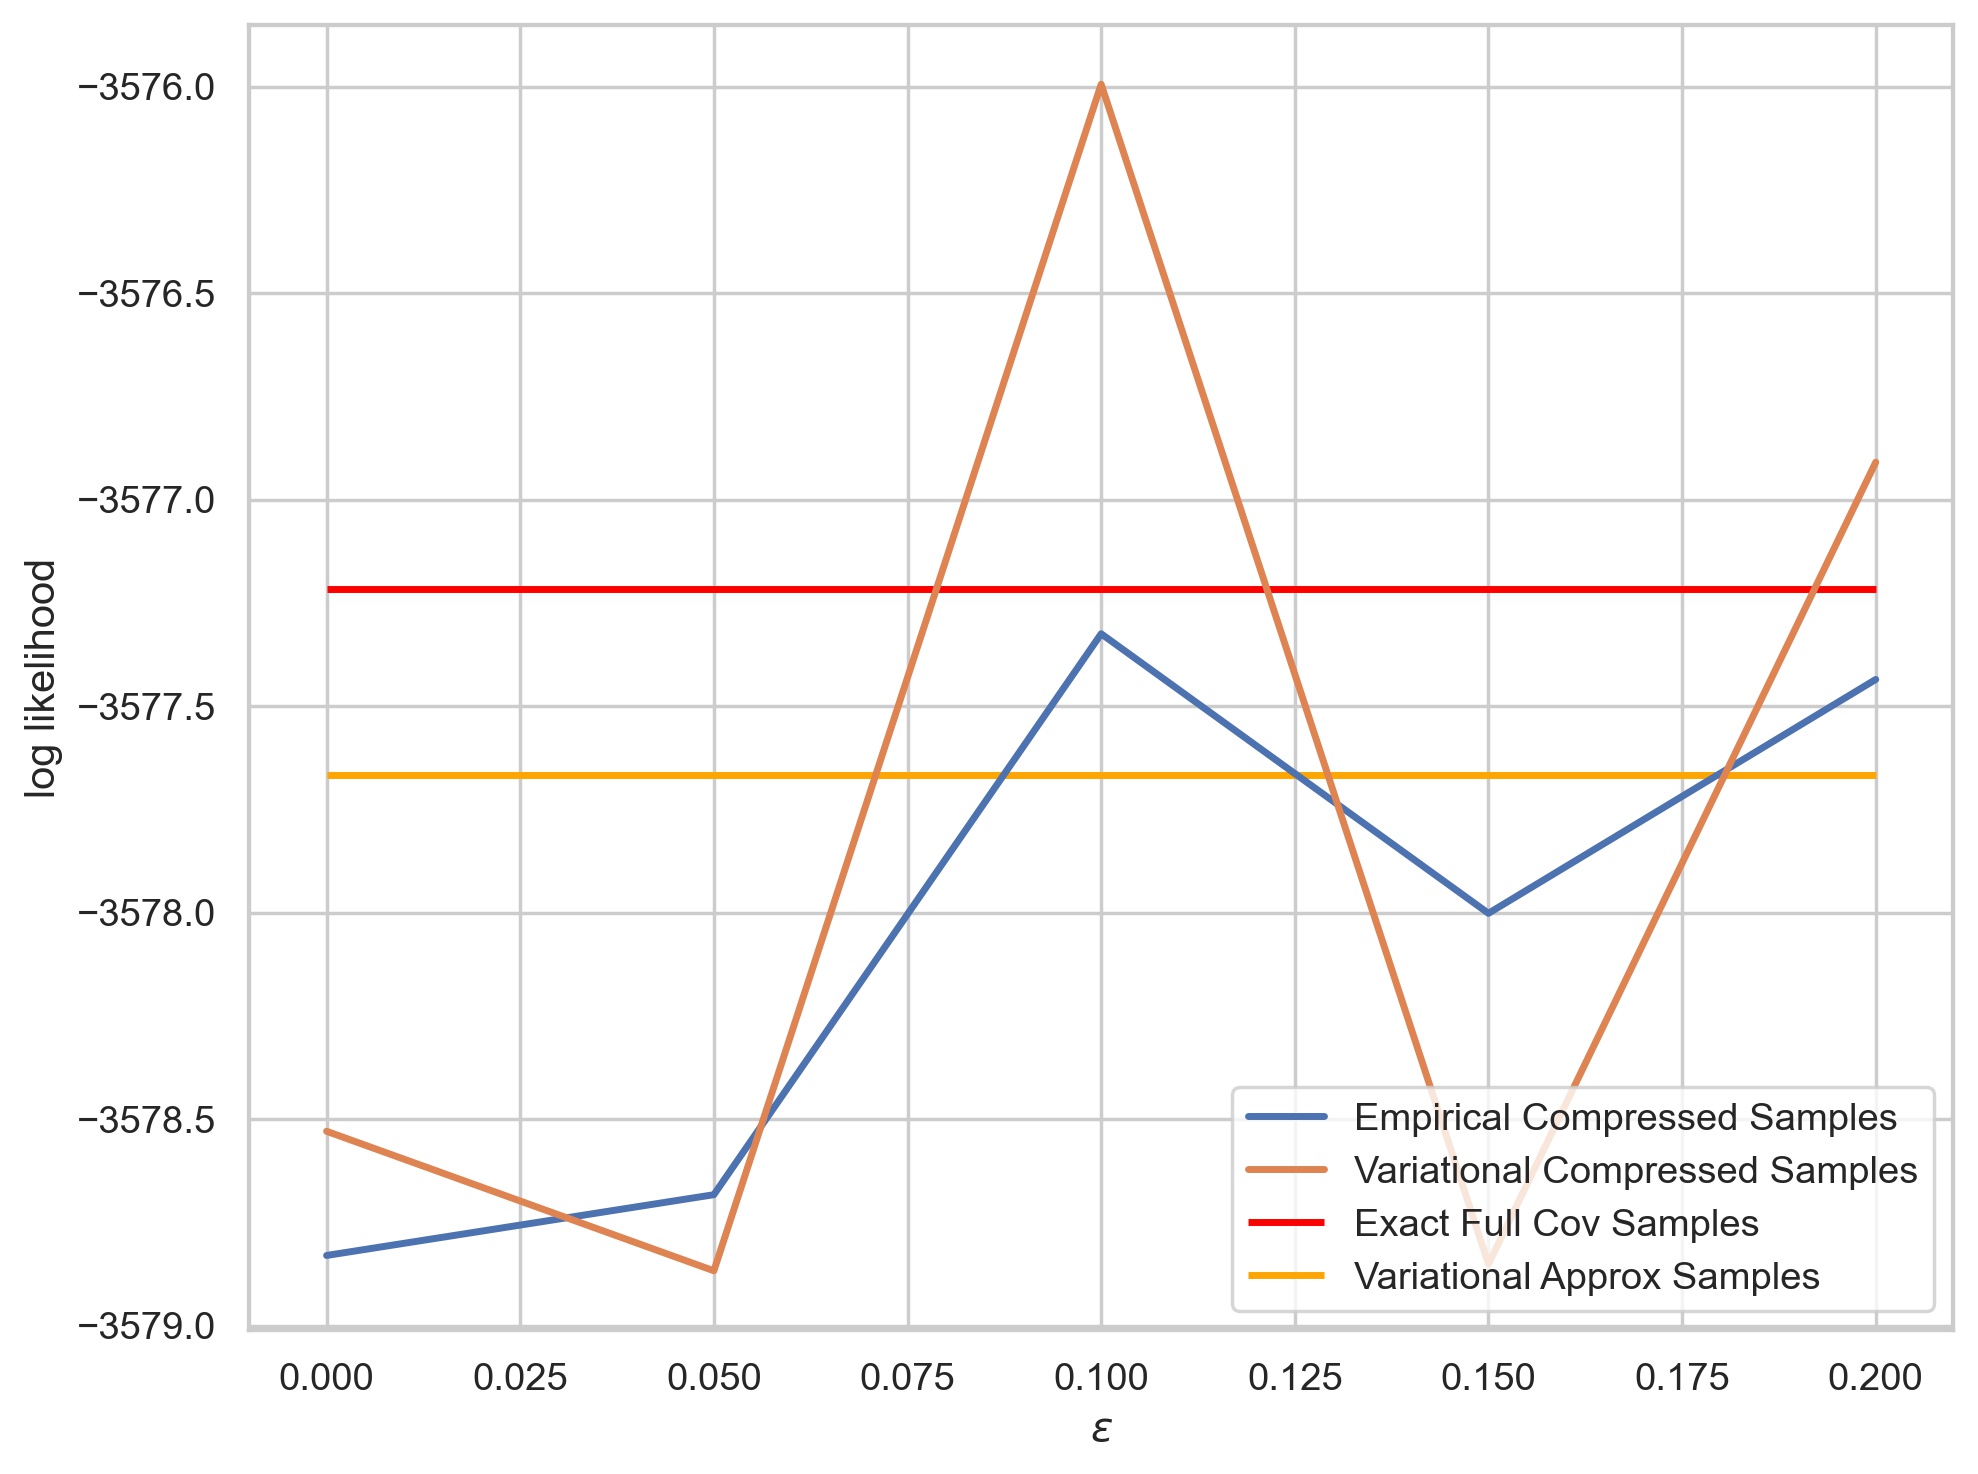 −3576.0
−3576.5
−3577.0
−3577.5
−3578.0
−3578.5
−3579.0
log likelihood
Empirical Compressed Samples
Variational Compressed Samples
Exact Full Cov Samples
Variational Approx Samples
0.000 0.025 0.050 0.075 0.100 0.125 0.150 0.175 0.200
ε